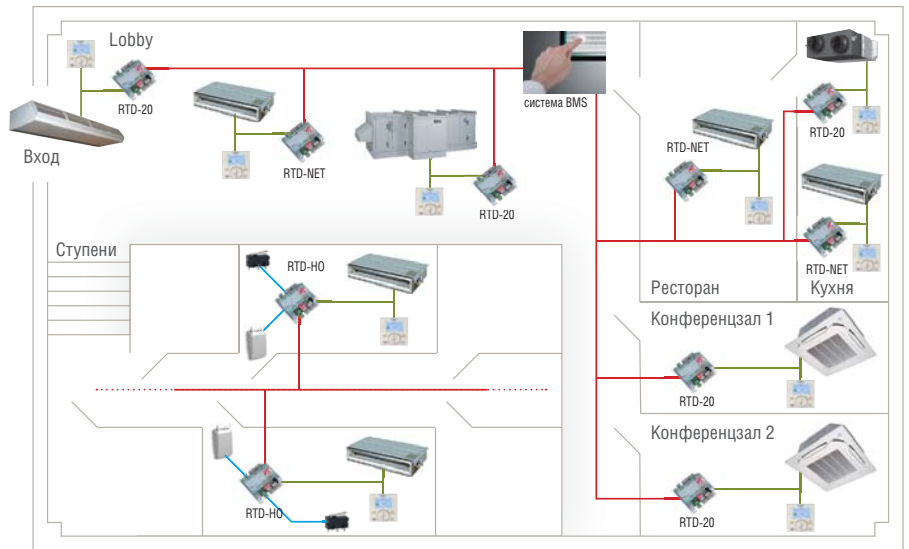 Lobby
RTD-20
Вход
RTD-NET
RTD-20
система BMS
RTD-NET
RTD-20
RTD-NET
Ресторан
Кухня
Ступени
RTD-HO
RTD-HO
Конференцзал 1
RTD-20
Конференцзал 2
RTD-20